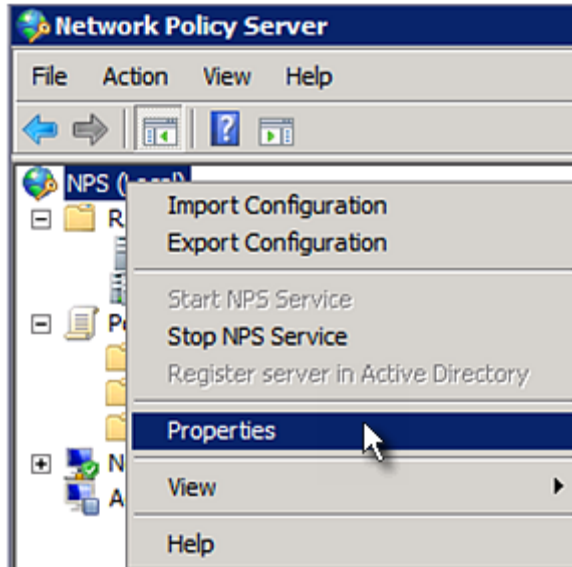 Network Policy Server
File Action View Help
NPS (Local)
Import Configuration
Export Configuration
Start NPS Service
Stop NPS Service
Register server in Active Directory
Properties
View
Help